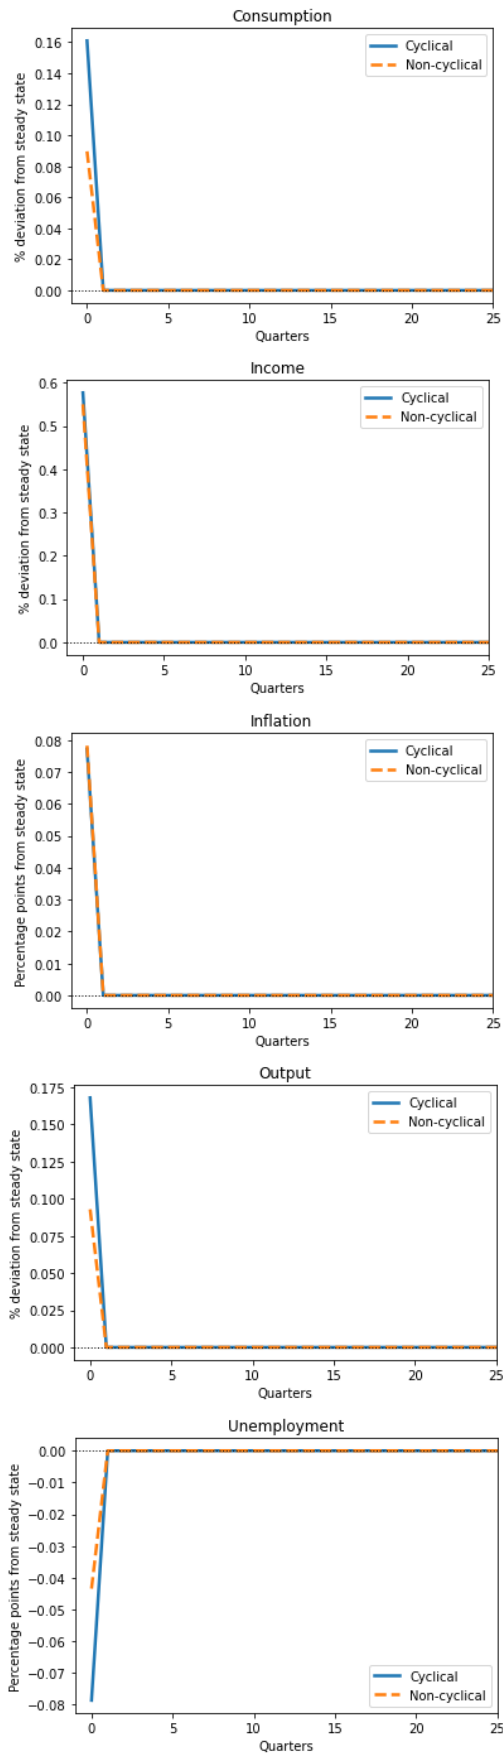 Consumption
% deviation from steady state
0.16
0.14
0.12
0.10
0.08
0.06
0.04
0.02
0.00
Cyclical
Non-cyclical
0 5 10 15 20 25
Quarters
Income
% deviation from steady state
0.6
0.5
0.4
0.3
0.2
0.1
0.0
Cyclical
Non-cyclical
0 5 10 15 20 25
Quarters
Inflation
Percentage points from steady state
0.08
0.07
0.06
0.05
0.04
0.03
0.02
0.01
0.00
Cyclical
Non-cyclical
0 5 10 15 20 25
Quarters
Output
% deviation from steady state
0.175
0.150
0.125
0.100
0.075
0.050
0.025
0.000
Cyclical
Non-cyclical
0 5 10 15 20 25
Quarters
Unemployment
Percentage points from steady state
0.00
−0.01
−0.02
−0.03
−0.04
−0.05
−0.06
−0.07
−0.08
Cyclical
Non-cyclical
0 5 10 15 20 25
Quarters